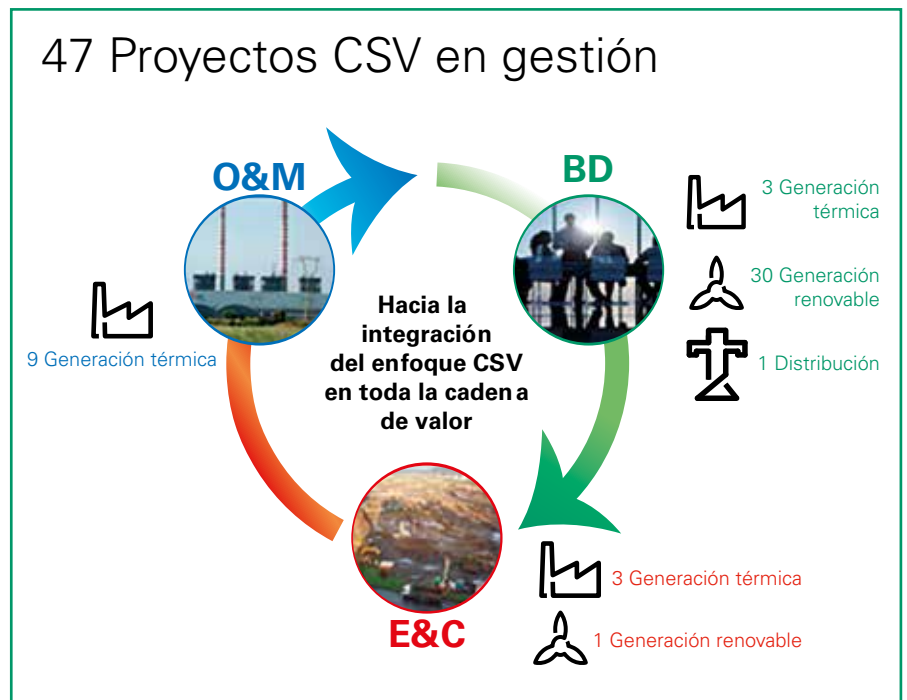 47 Proyectos CSV en gestión
O&M
BD
3 Generación
térmica
30 Generación
renovable
1 Distribución
9 Generación térmica
Hacia la
integración
del enfoque CSV
en toda la cadena
de valor
E&C
3 Generación térmica
1 Generación renovable